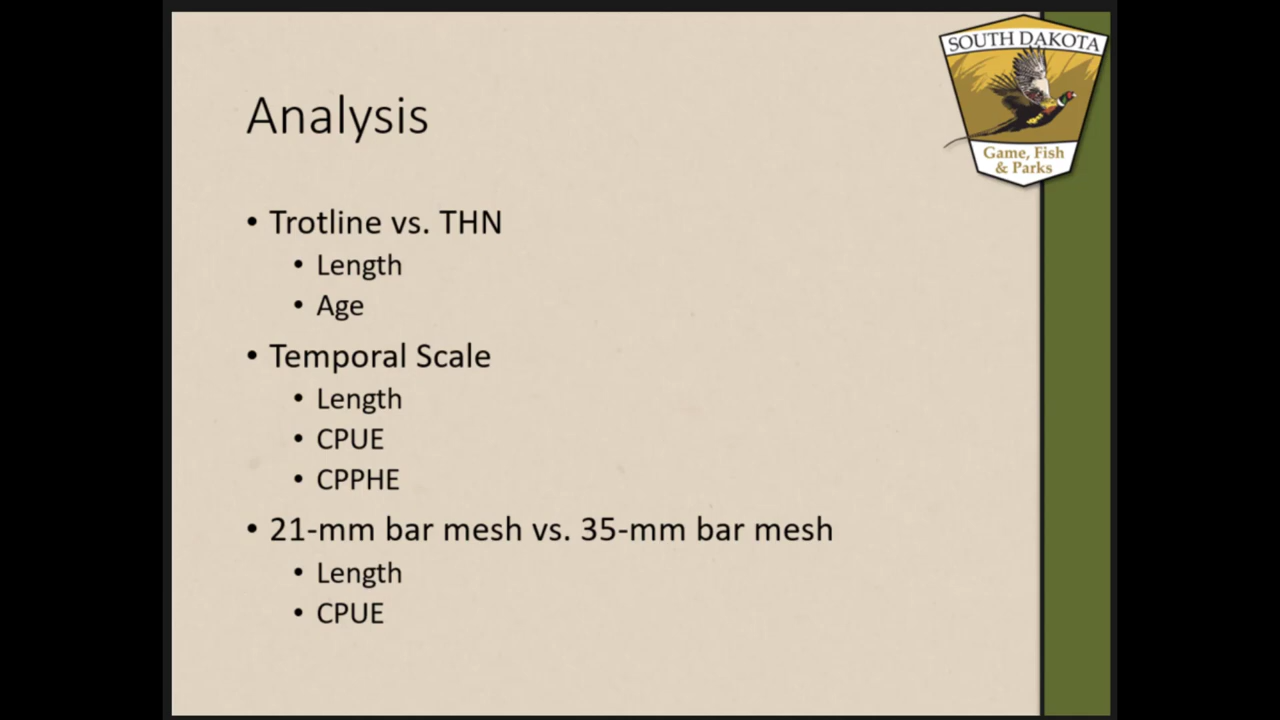 SOUTH DAKOTA
Game, Fish
& Parks
Analysis
• Trotline vs. THN
• Length
• Age
• Temporal Scale
• Length
• CPUE
• CPPHE
• 21-mm bar mesh vs. 35-mm bar mesh
• Length
• CPUE